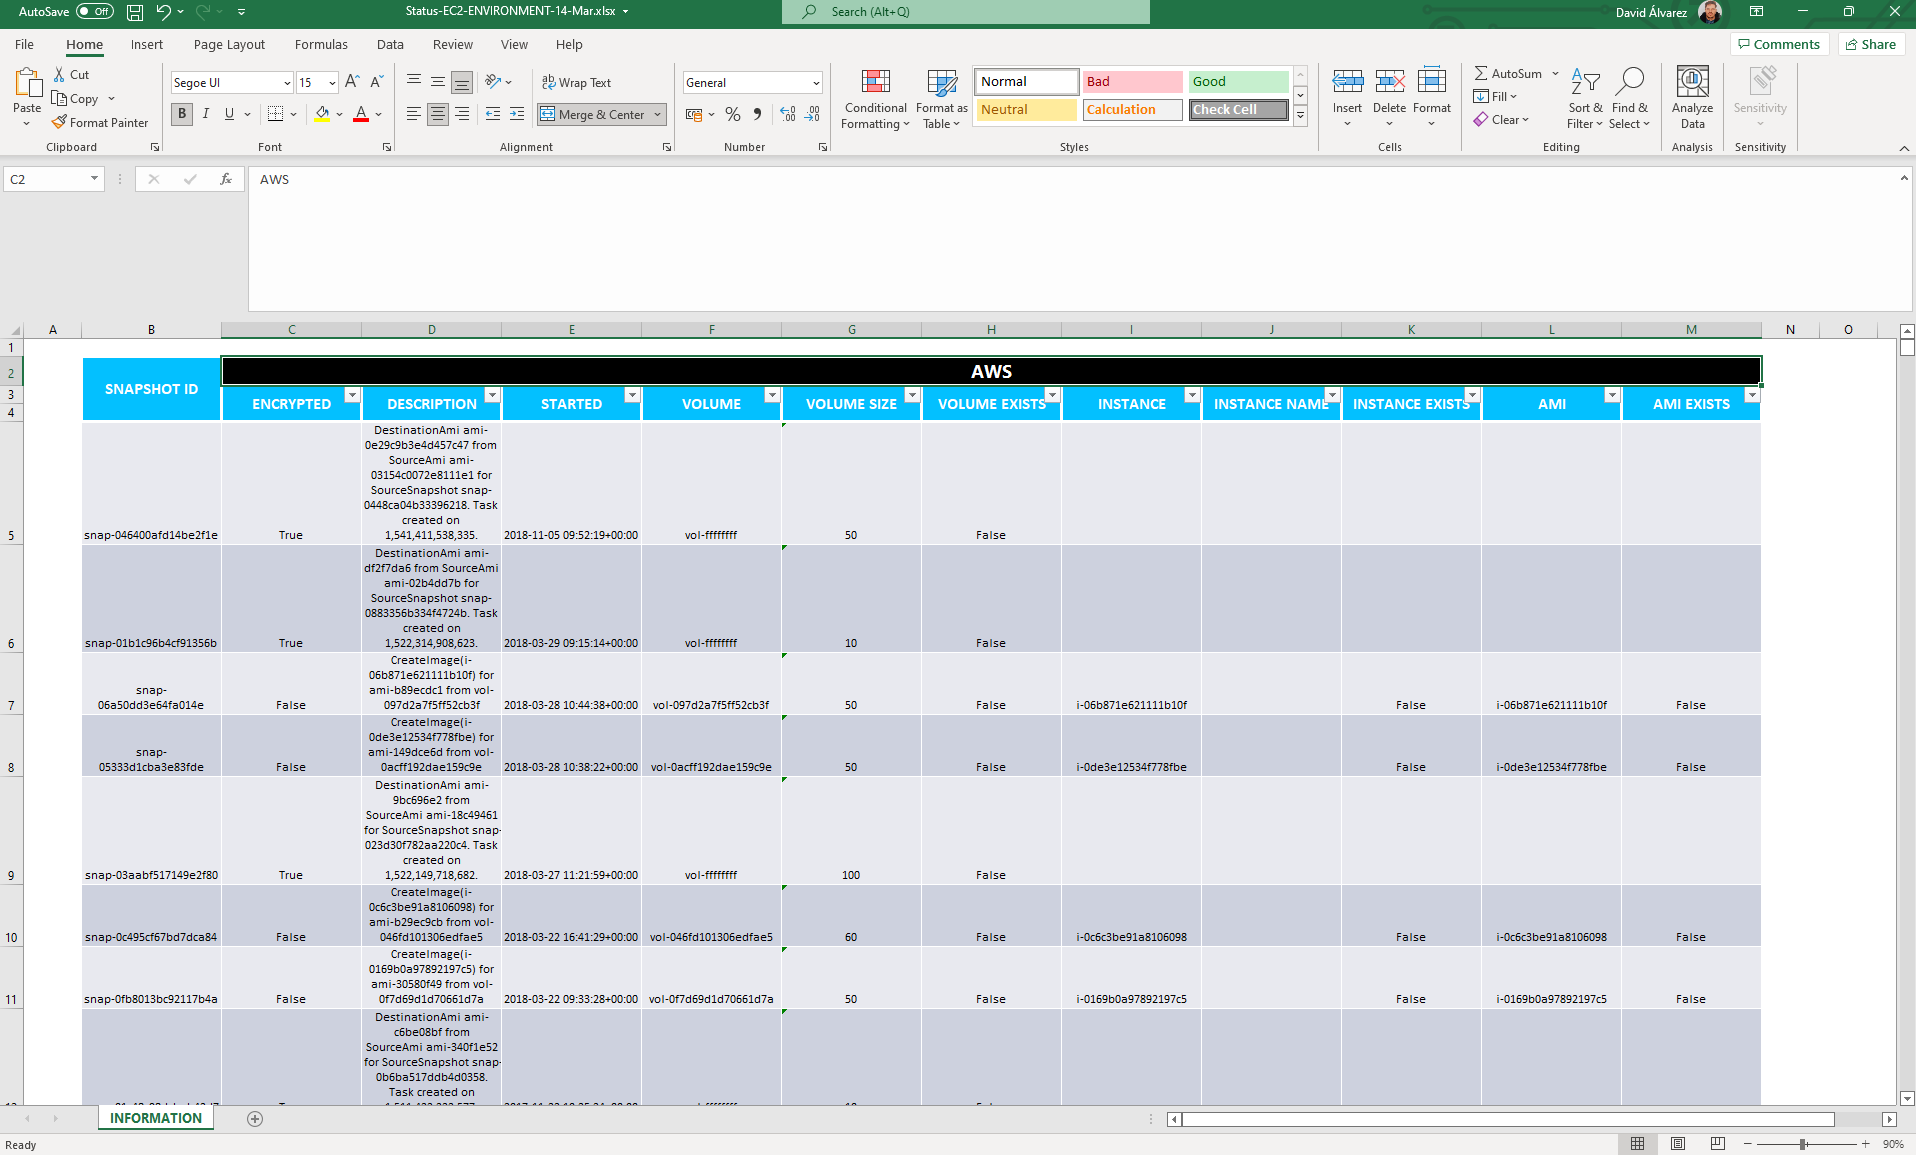 AutoSave Off Status-EC2-ENVIRONMENT-14-Mar.xlsx Search (Alt+Q) David Álvarez
File Home Insert Page Layout Formulas Data Review View Help Comments Share
Paste
Cut
Copy
Format Painter
Clipboard
Segoe UI 15
B I U
Font
Wrap Text
Merge & Center
Alignment
General
Number
Conditional Formatting
Format as Table
Normal Bad Good
Neutral Calculation Check Cell
Styles
Insert Delete Format
Cells
AutoSum
Fill
Clear
Sort & Filter
Find & Select
Editing
Analyze Data
Analysis
Sensitivity
Sensitivity
C2 fx AWS
A B C D E F G H I J K L M N O
1
2 SNAPSHOT ID AWS
3
4 ENCRYPTED DESCRIPTION STARTED VOLUME VOLUME SIZE VOLUME EXISTS INSTANCE INSTANCE NAME INSTANCE EXISTS AMI AMI EXISTS
DestinationAmi ami-
0e29c9b3e4d457c47 from
SourceAmi ami-
03154c0072e8111e1 for
SourceSnapshot snap-
0448ca04b33396218. Task
created on
5 snap-046400afd14be2f1e True 1,541,411,538,335. 2018-11-05 09:52:19+00:00 vol-ffffffff 50 False
DestinationAmi ami-
df2f7da6 from SourceAmi
ami-02b4dd7b for
SourceSnapshot snap-
0883356b334f4724b. Task
created on
6 snap-01b1c96b4cf91356b True 1,522,314,908,623. 2018-03-29 09:15:14+00:00 vol-ffffffff 10 False
CreateImage(i-
06b871e621111b10f) for
snap- ami-b89ecdc1 from vol-
7 06a50dd3e64fa014e False 097d2a7f5ff52cb3f 2018-03-28 10:44:38+00:00 vol-097d2a7f5ff52cb3f 50 False i-06b871e621111b10f False i-06b871e621111b10f False
CreateImage(i-
0de3e12534f778fbe) for
snap- ami-149dce6d from vol-
8 05333d1cba3e83fde False 0acff192dae159c9e 2018-03-28 10:38:22+00:00 vol-0acff192dae159c9e 50 False i-0de3e12534f778fbe False i-0de3e12534f778fbe False
DestinationAmi ami-
9bc696e2 from
SourceAmi ami-18c49461
for SourceSnapshot snap-
023d30f782aa220c4. Task
created on
9 snap-03aabf517149e2f80 True 1,522,149,718,682. 2018-03-27 11:21:59+00:00 vol-ffffffff 100 False
CreateImage(i-
0c6c3be91a8106098) for
ami-b29ec9cb from vol-
10 snap-0c495cf67bd7dca84 False 046fd101306edfae5 2018-03-22 16:41:29+00:00 vol-046fd101306edfae5 60 False i-0c6c3be91a8106098 False i-0c6c3be91a8106098 False
CreateImage(i-
0169b0a97892197c5) for
ami-30580f49 from vol-
11 snap-0fb8013bc92117b4a False 0f7d69d1d70661d7a 2018-03-22 09:33:28+00:00 vol-0f7d69d1d70661d7a 50 False i-0169b0a97892197c5 False i-0169b0a97892197c5 False
DestinationAmi ami-
c6be08bf from
SourceAmi ami-340f1e52
for SourceSnapshot snap-
0b6ba517ddb4d0358.
Task created on
INFORMATION
Ready 90%